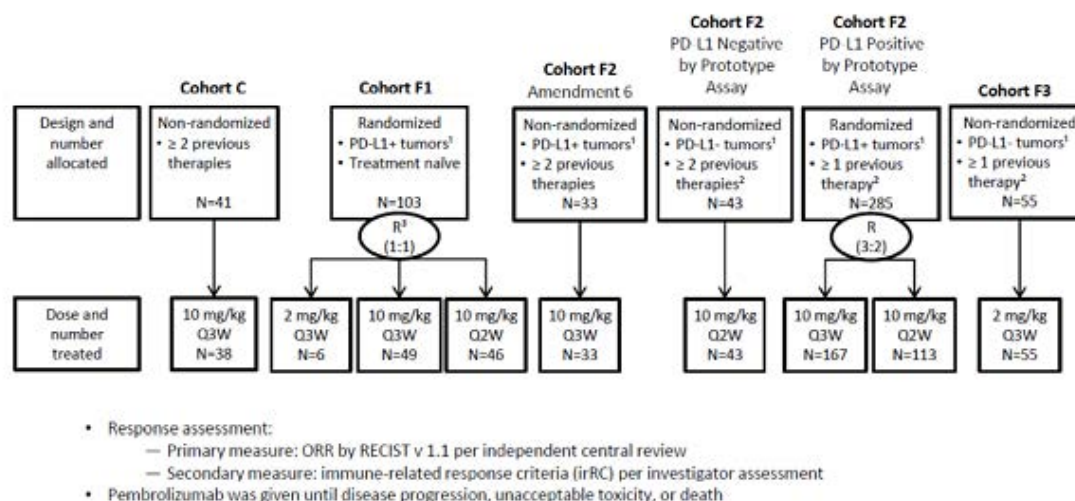 Cohort C
Cohort F1
Cohort F2
Amendment 6
Cohort F2
PD-L1 Negative
by Prototype
Assay
Cohort F2
PD-L1 Positive
by Prototype
Assay
Cohort F3
Design and
number
allocated
Non-randomized
• ≥ 2 previous
therapies
N=41
Randomized
• PD-L1+ tumors¹
• Treatment naïve
N=103
Non-randomized
• PD-L1+ tumors¹
• ≥ 2 previous
therapies
N=33
Non-randomized
• PD-L1- tumors¹
• ≥ 2 previous
therapies²
N=43
Randomized
• PD-L1+ tumors¹
• ≥ 1 previous
therapy²
N=285
Non-randomized
• PD-L1- tumors¹
• ≥ 1 previous
therapy²
N=55
R³
(1:1)
R
(3:2)
Dose and
number
treated
10 mg/kg
Q3W
N=38
2 mg/kg
Q3W
N=6
10 mg/kg
Q3W
N=49
10 mg/kg
Q2W
N=46
10 mg/kg
Q3W
N=33
10 mg/kg
Q2W
N=43
10 mg/kg
Q3W
N=167
10 mg/kg
Q2W
N=113
2 mg/kg
Q3W
N=55
• Response assessment:
— Primary measure: ORR by RECIST v 1.1 per independent central review
— Secondary measure: immune-related response criteria (irRC) per investigator assessment
• Pembrolizumab was given until disease progression, unacceptable toxicity, or death